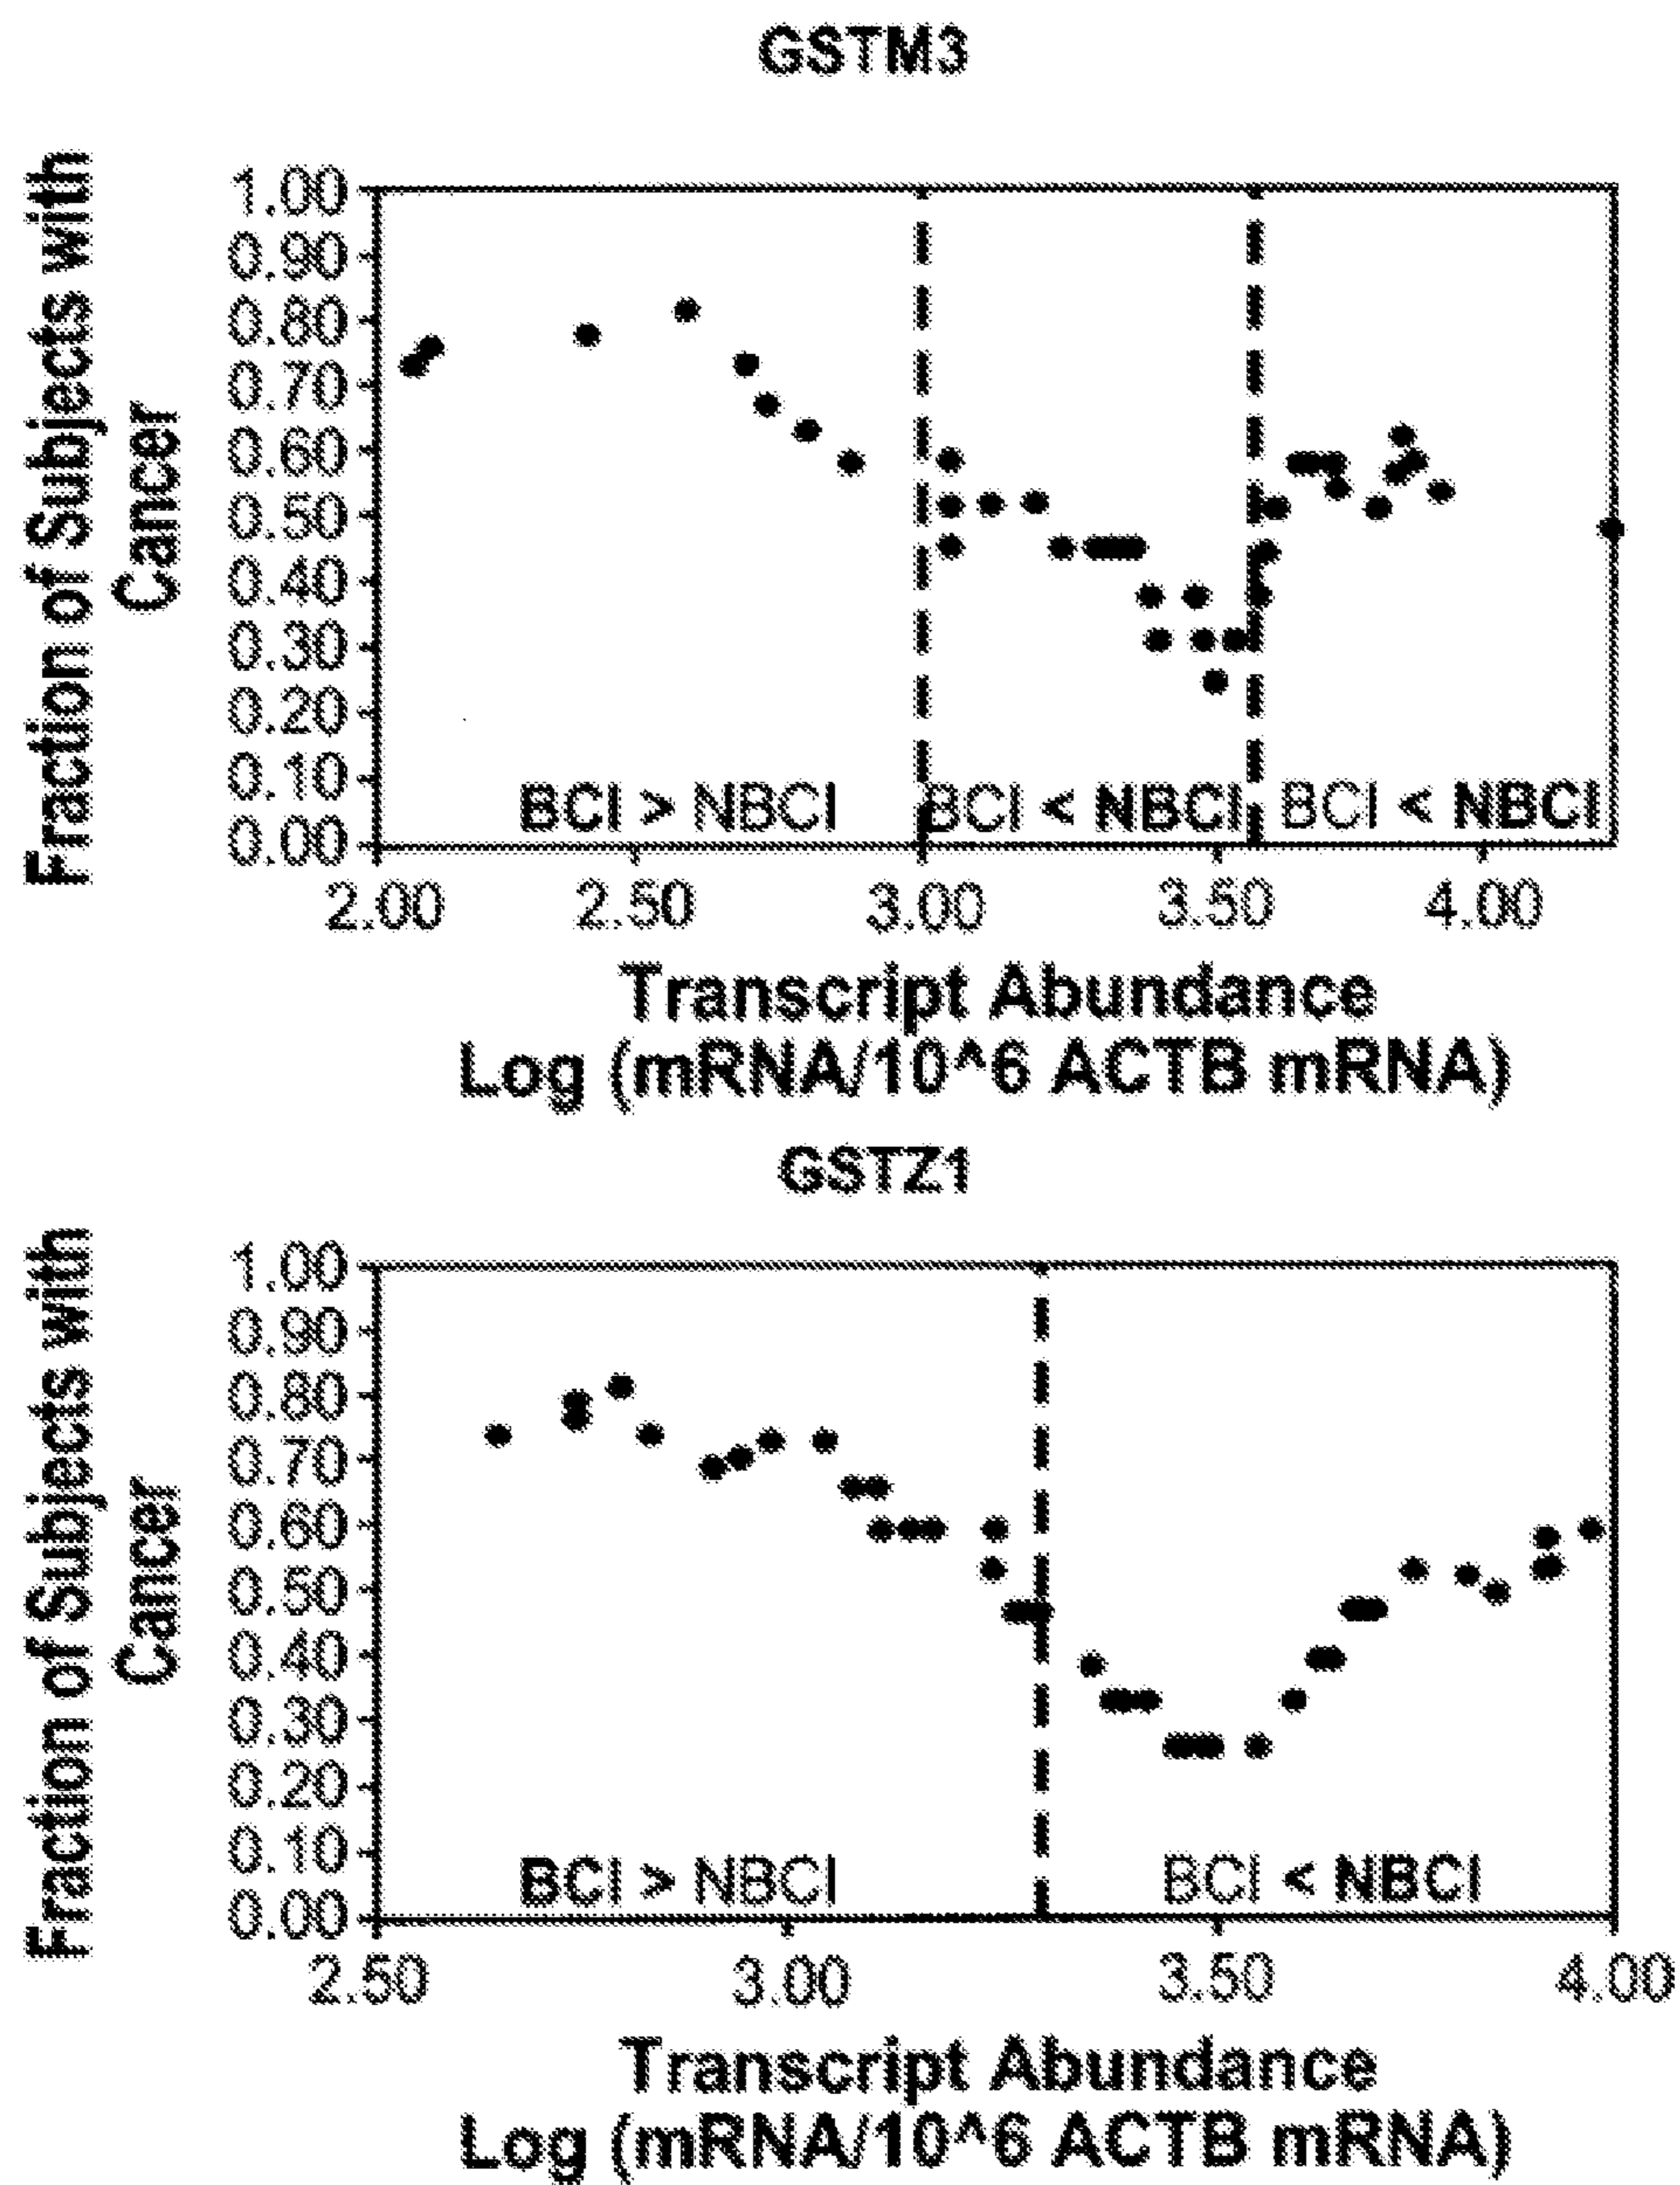 GSTM3
Fraction of Subjects with
Cancer
1.00
0.90
0.80
0.70
0.60
0.50
0.40
0.30
0.20
0.10
0.00
BCI > NBCI
BCI < NBCI
BCI < NBCI
2.00 2.50 3.00 3.50 4.00
Transcript Abundance
Log (mRNA/10^6 ACTB mRNA)
GSTZ1
Fraction of Subjects with
Cancer
1.00
0.90
0.80
0.70
0.60
0.50
0.40
0.30
0.20
0.10
0.00
BCI > NBCI
BCI < NBCI
2.50 3.00 3.50 4.00
Transcript Abundance
Log (mRNA/10^6 ACTB mRNA)